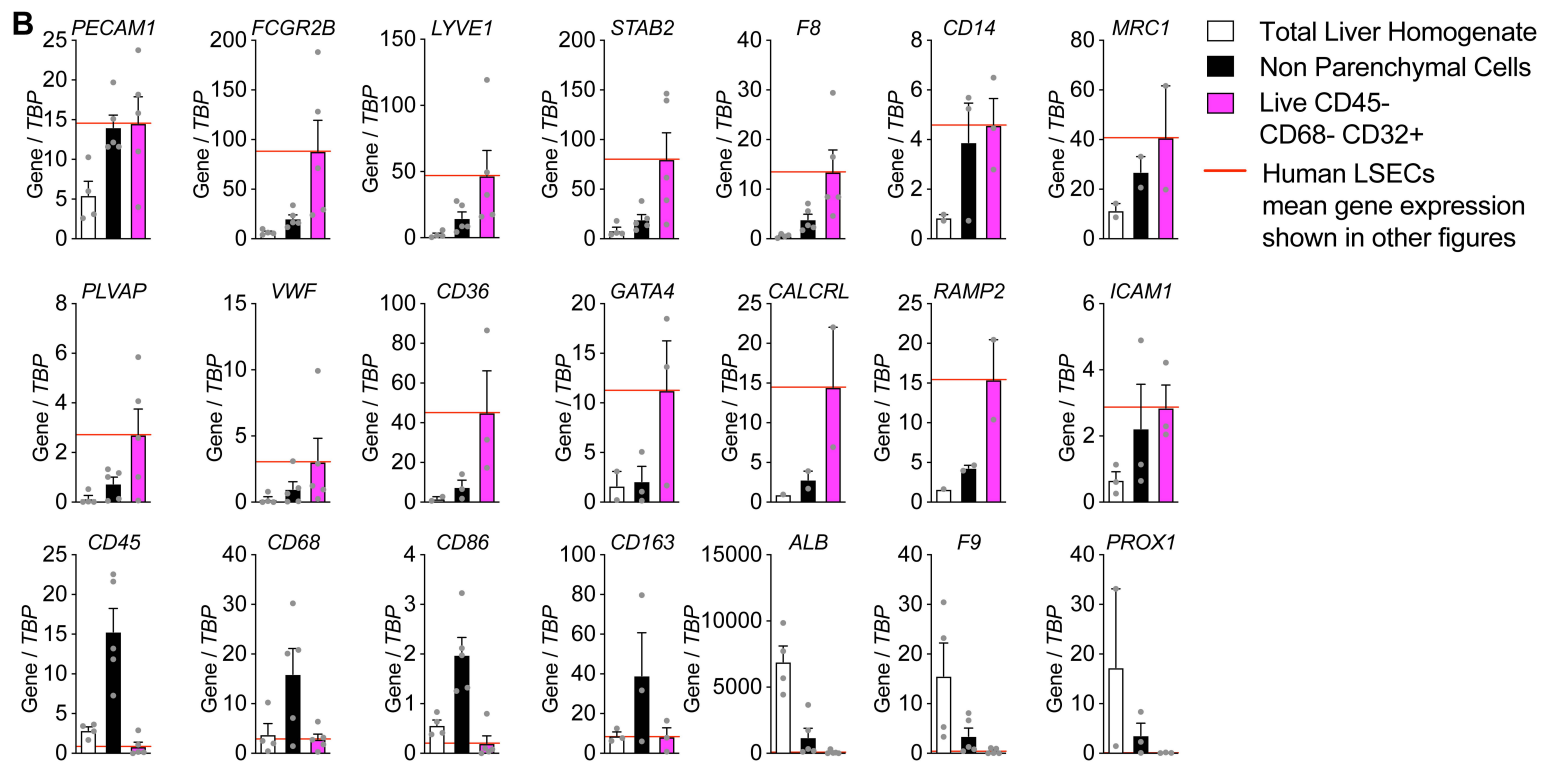 B
PECAM1
FCGR2B
LYVE1
STAB2
F8
CD14
MRC1
Gene / TBP
25
20
15
10
5
0
Gene / TBP
200
150
100
50
0
Gene / TBP
150
100
50
0
Gene / TBP
200
150
100
50
0
Gene / TBP
40
30
20
10
0
Gene / TBP
8
6
4
2
0
Gene / TBP
80
60
40
20
0
Total Liver Homogenate
Non Parenchymal Cells
Live CD45-
CD68- CD32+
Human LSECs
mean gene expression
shown in other figures
PLVAP
VWF
CD36
GATA4
CALCRL
RAMP2
ICAM1
Gene / TBP
8
6
4
2
0
Gene / TBP
15
10
5
0
Gene / TBP
100
80
60
40
20
0
Gene / TBP
20
15
10
5
0
Gene / TBP
25
20
15
10
5
0
Gene / TBP
25
20
15
10
5
0
Gene / TBP
6
4
2
0
CD45
CD68
CD86
CD163
ALB
F9
PROX1
Gene / TBP
25
20
15
10
5
0
Gene / TBP
40
30
20
10
0
Gene / TBP
4
3
2
1
0
Gene / TBP
100
80
60
40
20
0
Gene / TBP
15000
10000
5000
0
Gene / TBP
40
30
20
10
0
Gene / TBP
40
30
20
10
0